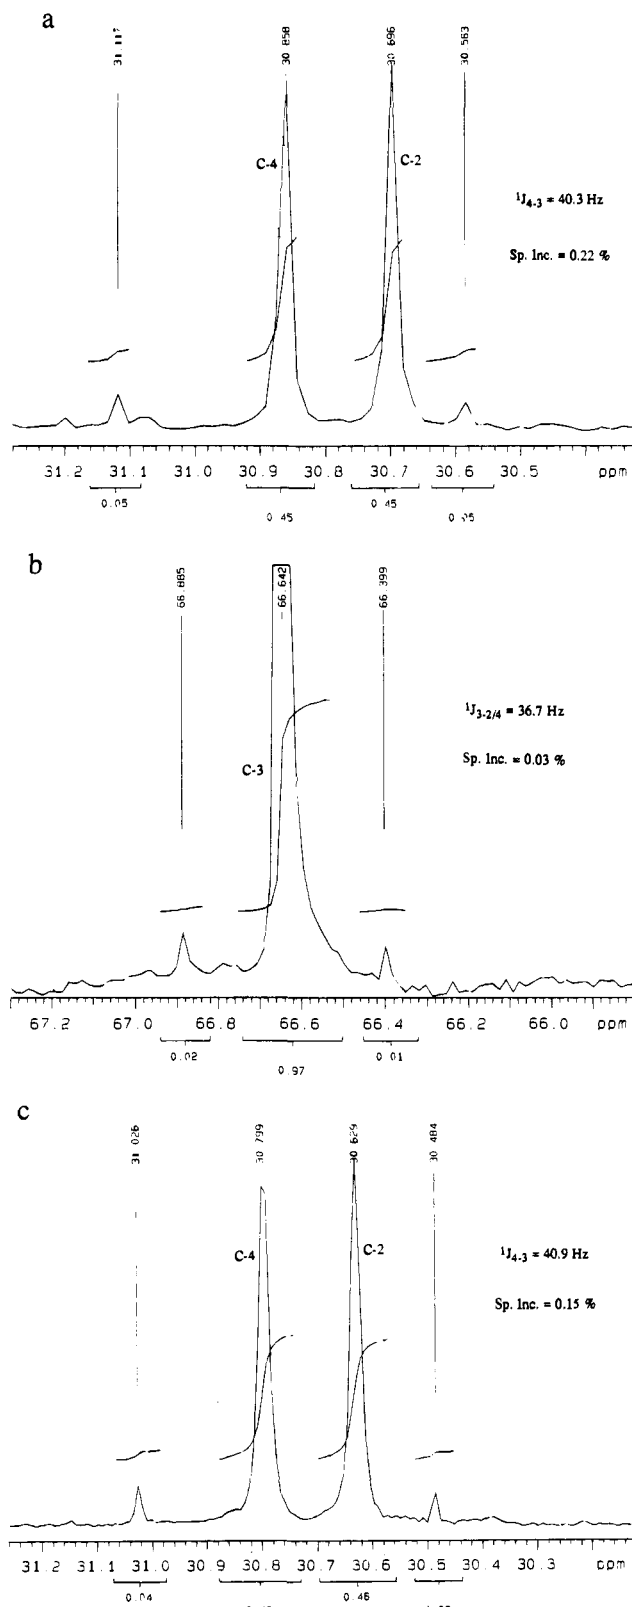 a
31.117
30.858
30.696
30.563
C-4
C-2
¹J₄₋₃ = 40.3 Hz
Sp. Inc. = 0.22 %
31.2 31.1 31.0 30.9 30.8 30.7 30.6 30.5 ppm
0.05
0.45
0.45
0.05
b
66.885
66.642
66.399
¹J₃₋₂/₄ = 36.7 Hz
Sp. Inc. = 0.03 %
C-3
67.2 67.0 66.8 66.6 66.4 66.2 66.0 ppm
0.02
0.97
0.01
c
31.026
30.799
30.629
30.484
C-4
C-2
¹J₄₋₃ = 40.9 Hz
Sp. Inc. = 0.15 %
31.2 31.1 31.0 30.9 30.8 30.7 30.6 30.5 30.4 30.3 ppm
0.04
0.46